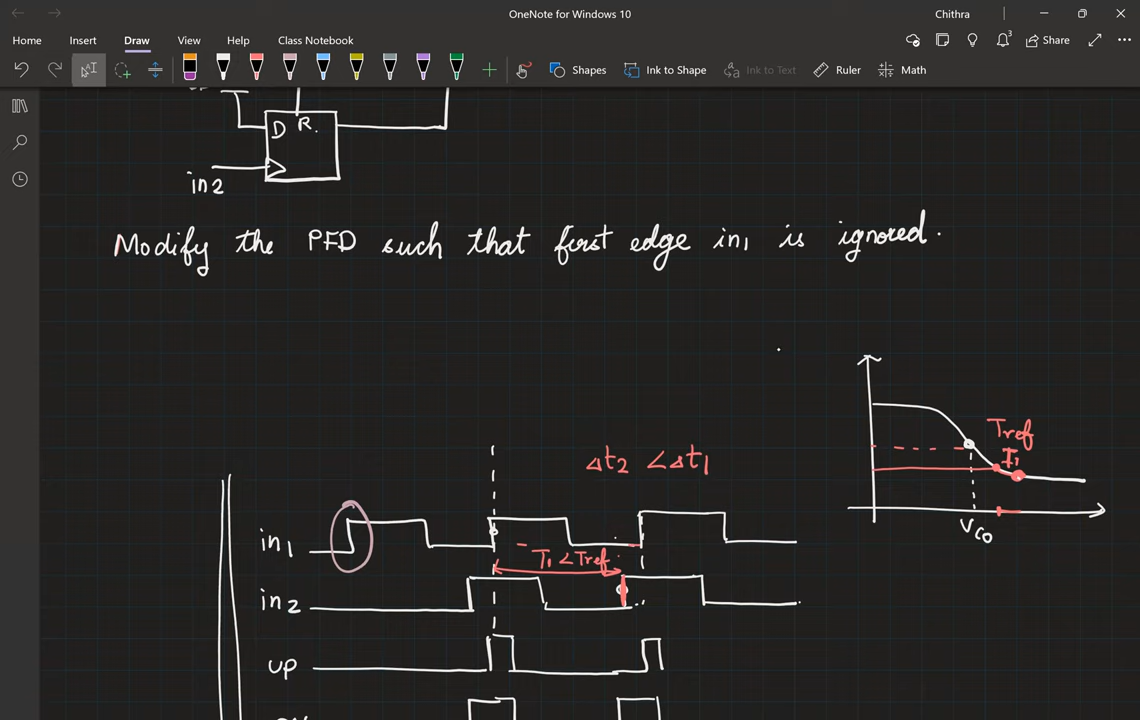 OneNote for Windows 10
Chithra
Home Insert Draw View Help Class Notebook
3
Share
Shapes Ink to Shape Ink to Text Ruler Math
D R.
in2
Modify the PFD such that first edge in1 is ignored.
Δt2 < Δt1
Tref
T1
Vco
in1
T1 < Tref
in2
UP